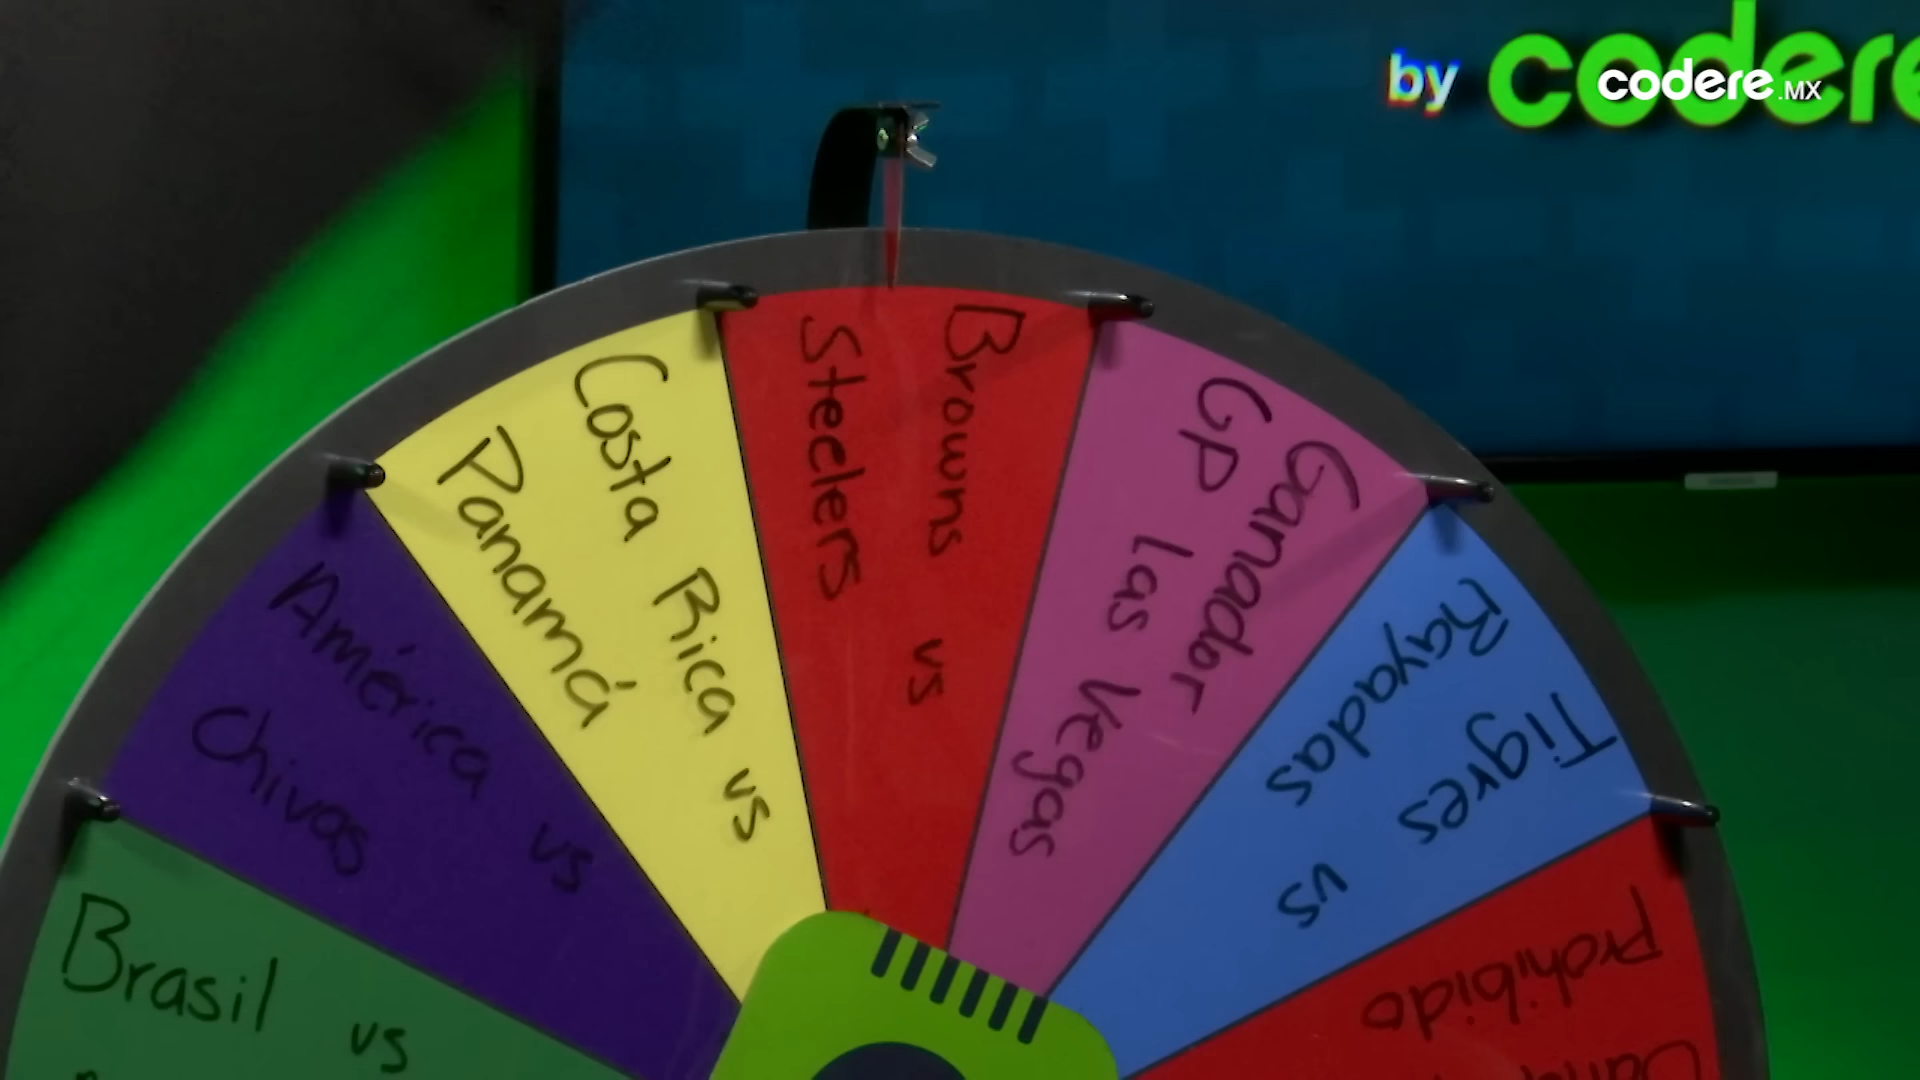 by codere
codere.MX
Brasil vs
América vs
Chivas
Costa Rica vs
Panamá
Browns vs
Steelers
Ganador
GP Las Vegas
Tigres vs
Rayadas
Prohibido